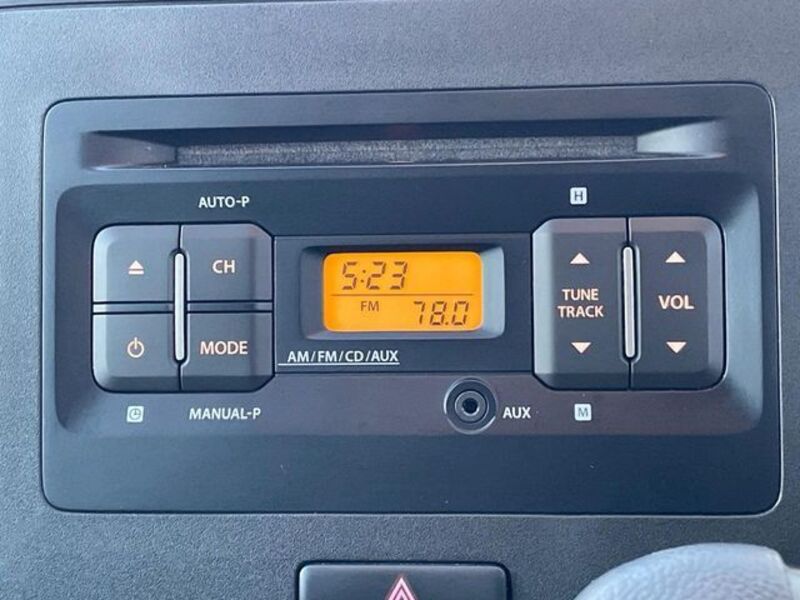 AUTO-P
H
CH
5:23
FM
78.0
TUNE
TRACK
VOL
MODE
AM/FM/CD/AUX
MANUAL-P
AUX
M